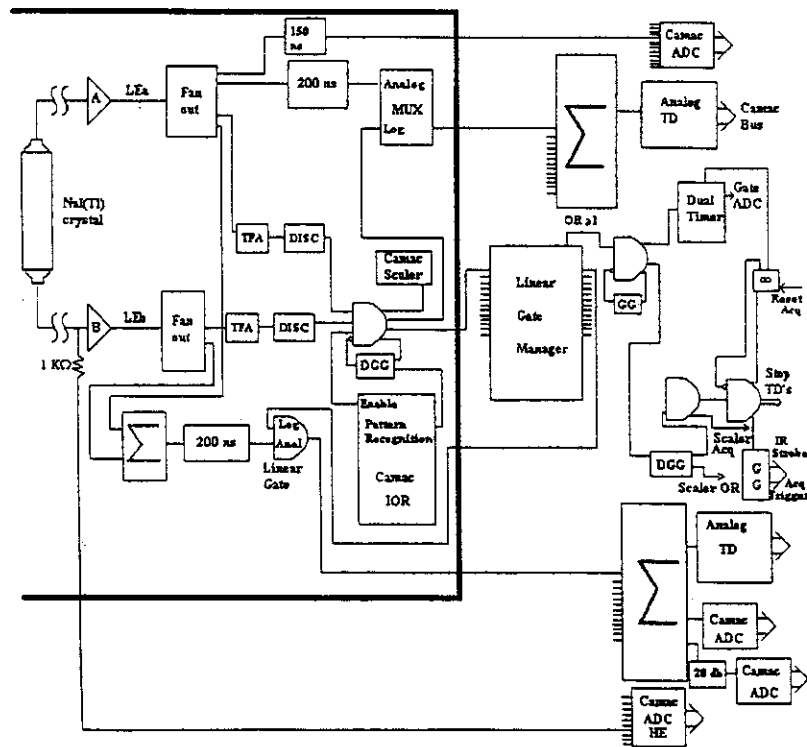 150
ns
Camac
ADC
A
LEa
Fan
out
200 ns
Analog
MUX
Log
Analog
TD
Camac
Bus
NaI(Tl)
crystal
TFA
DISC
Camac
Scaler
OR
Dual
Timer
Gate
ADC
∞
Reset
Acq
B
LEb
Fan
out
TFA
DISC
Linear
Gate
Manager
GG
1 KΩ
DGG
Stop
TD's
Enable
Pattern
Recognition
Camac
IOR
Log
Anal
200 ns
Linear
Gate
Scaler
Acq
DGG
Scaler OR
IR
Strobe
G
G
Acq
Trigger
Analog
TD
Camac
ADC
20 db
Camac
ADC
Camac
ADC
HE